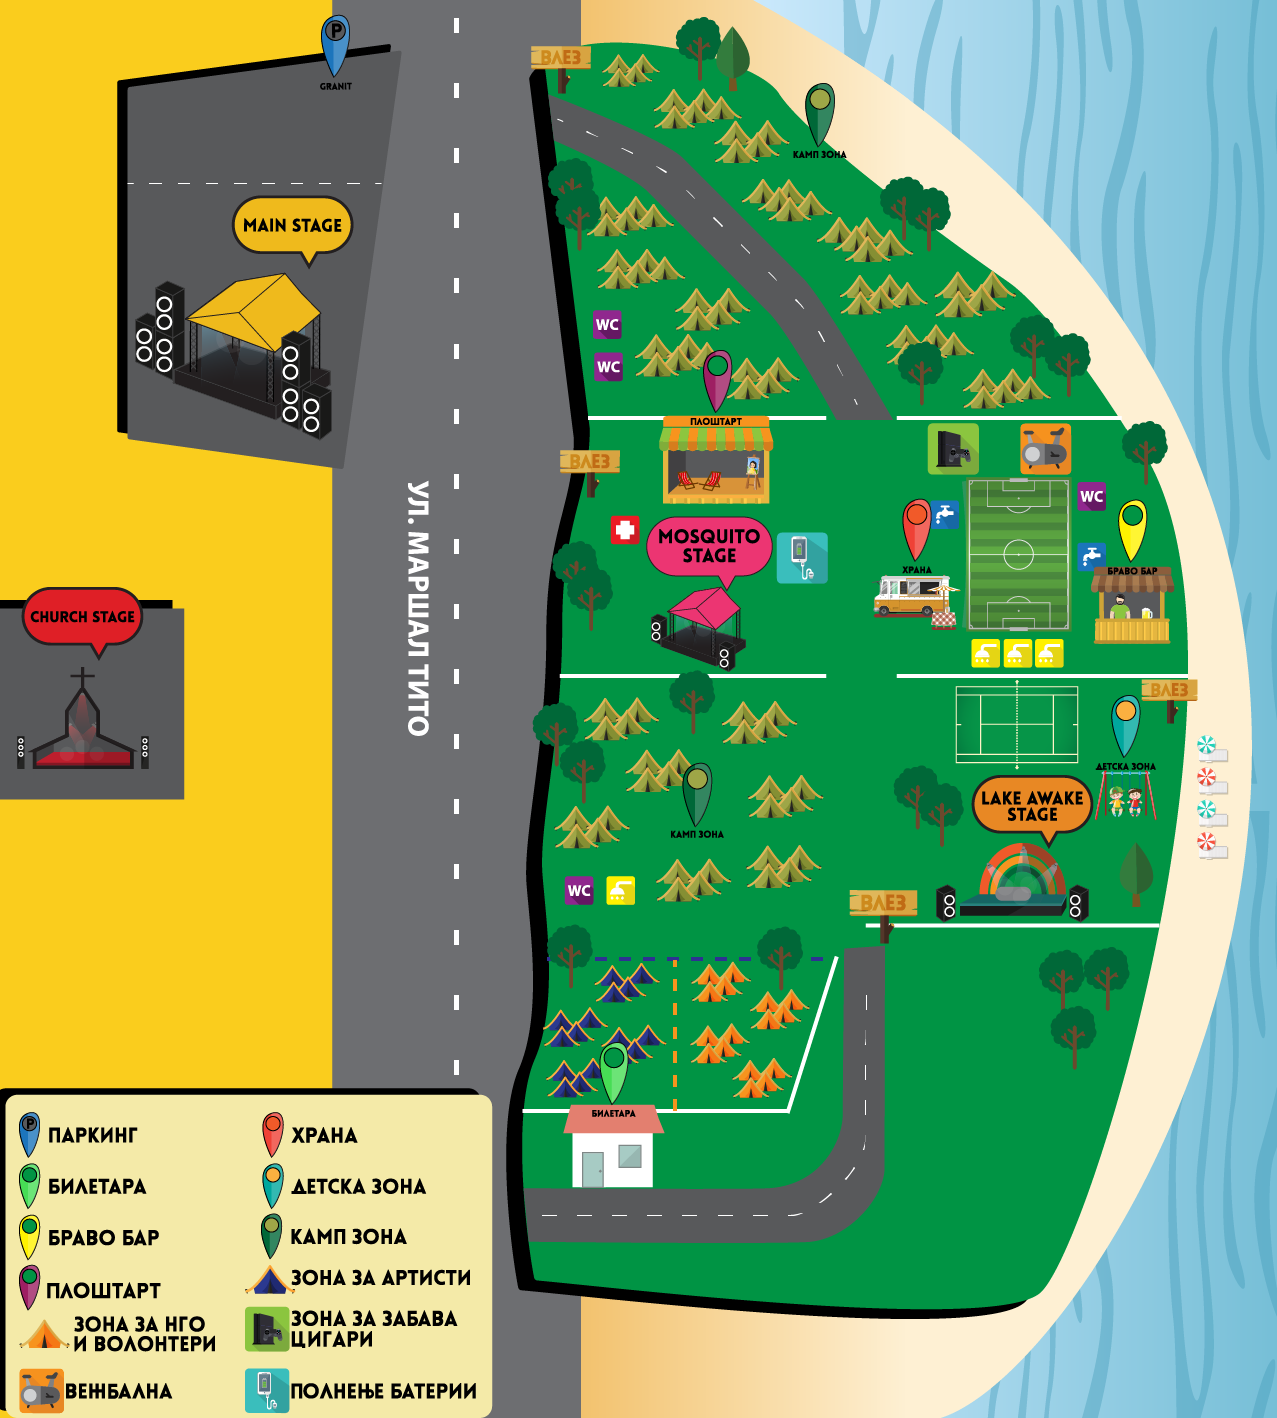 P
GRANIT
ВЛЕЗ
КАМП ЗОНА
MAIN STAGE
WC
WC
ПЛОШТАРТ
ВЛЕЗ
MOSQUITO
STAGE
WC
ХРАНА
БРАВО БАР
УЛ. МАРШАЛ ТИТО
CHURCH STAGE
ВЛЕЗ
ДЕТСКА ЗОНА
LAKE AWAKE
STAGE
КАМП ЗОНА
WC
ВЛЕЗ
БИЛЕТАРА
P
ПАРКИНГ
БИЛЕТАРА
БРАВО БАР
ПЛОШТАРТ
ЗОНА ЗА НГО
И ВОЛОНТЕРИ
ВЕЖБАЛНА
ХРАНА
ДЕТСКА ЗОНА
КАМП ЗОНА
ЗОНА ЗА АРТИСТИ
ЗОНА ЗА ЗАБАВА
ЦИГАРИ
ПОЛНЕЊЕ БАТЕРИИ